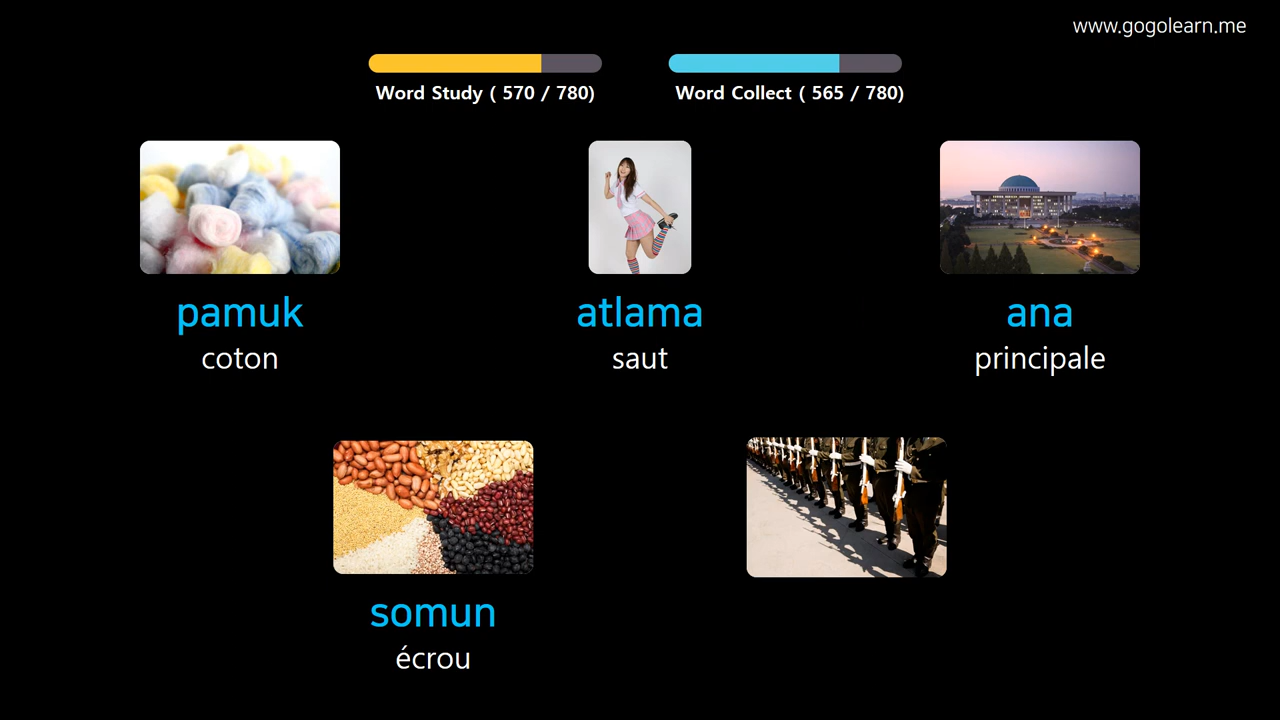 www.gogolearn.me
Word Study ( 570 / 780)
Word Collect ( 565 / 780)
pamuk
coton
atlama
saut
ana
principale
somun
écrou